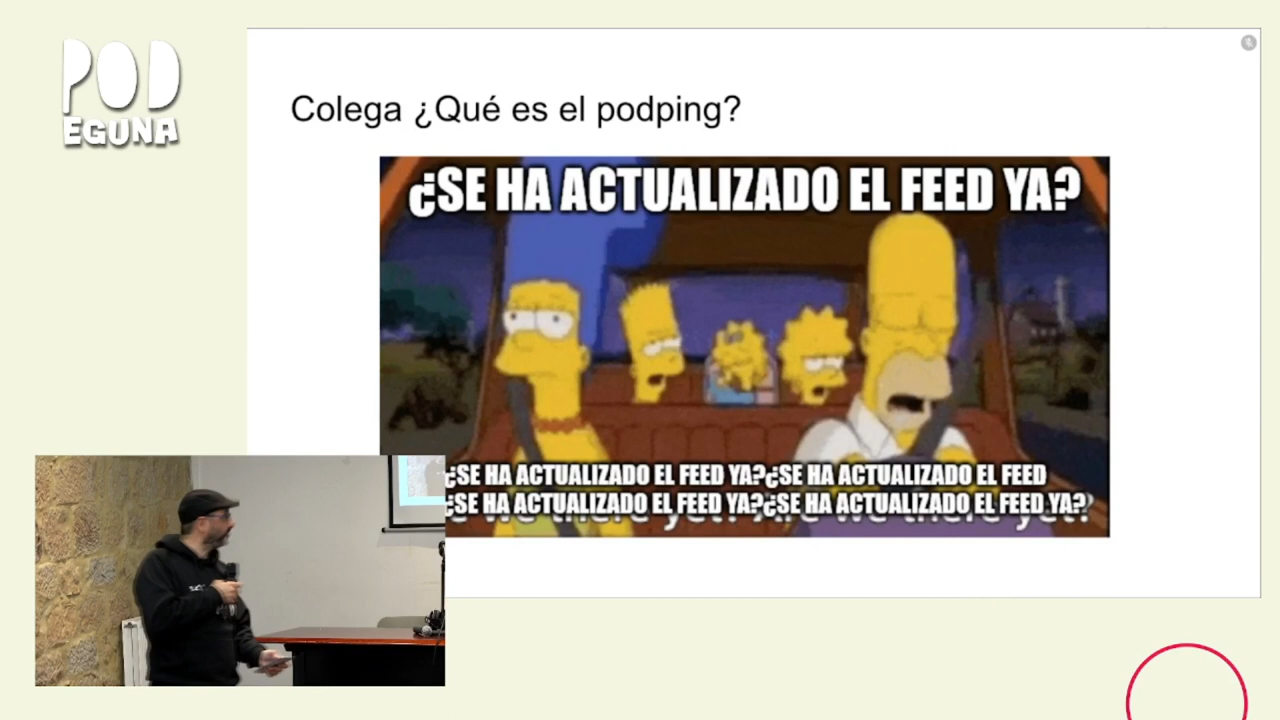 POD
EGUNA
Colega ¿Qué es el podping?
¿SE HA ACTUALIZADO EL FEED YA?
¿SE HA ACTUALIZADO EL FEED YA?¿SE HA ACTUALIZADO EL FEED
¿SE HA ACTUALIZADO EL FEED YA?¿SE HA ACTUALIZADO EL FEED YA?